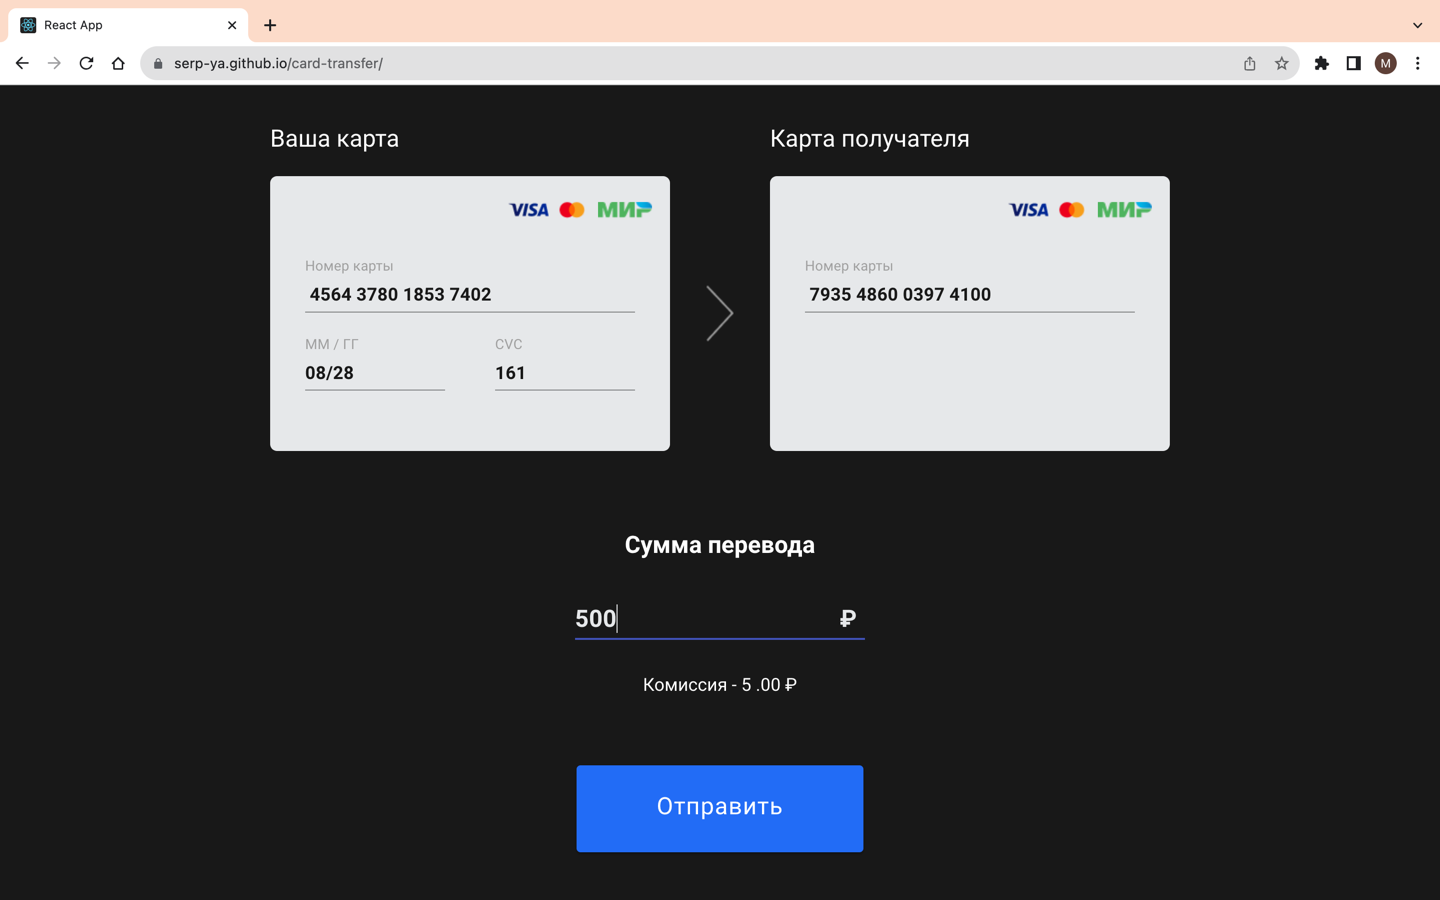 React App
serp-ya.github.io/card-transfer/
M
Ваша карта
VISA МИР
Номер карты
4564 3780 1853 7402
ММ / ГГ
CVC
08/28
161
Карта получателя
VISA МИР
Номер карты
7935 4860 0397 4100
Сумма перевода
500 ₽
Комиссия - 5 .00 ₽
Отправить